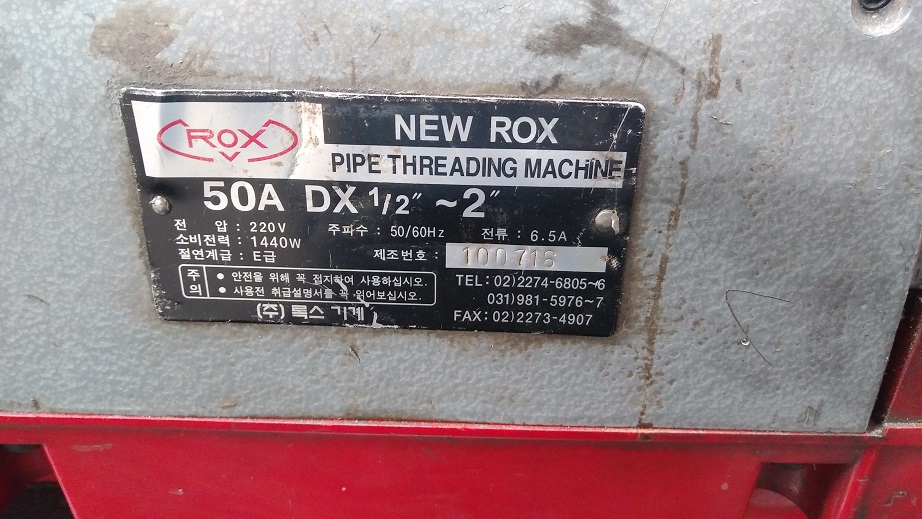 ROX
NEW ROX
PIPE THREADING MACHINE
50A DX 1/2" ~2"
전 압 : 220V 주파수 : 50/60Hz 전류 : 6.5A
소비전력 : 1440W
절연계급 : E급 제조번호 : 100716
주의
• 안전을 위해 꼭 접지하여 사용하십시오.
• 사용전 취급설명서를 꼭 읽어보십시오.
(주) 록스 기계
TEL: 02)2274-6805~6
031)981-5976~7
FAX: 02)2273-4907